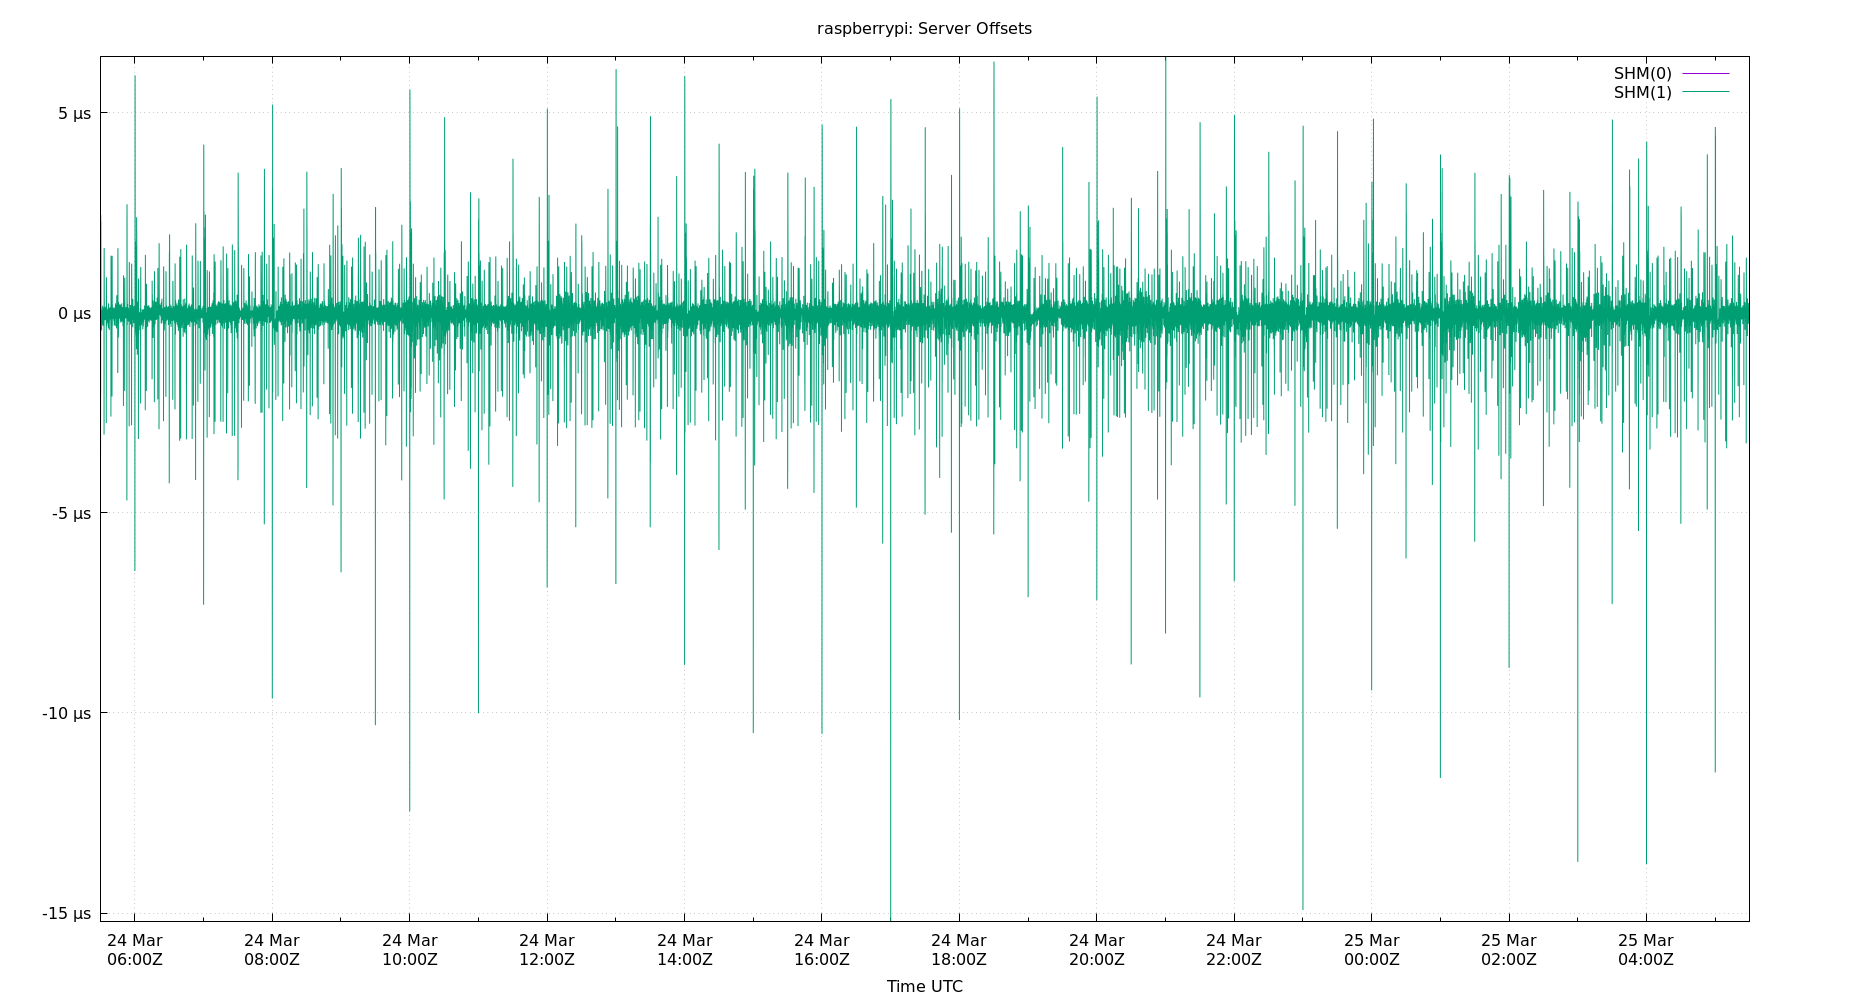 raspberrypi: Server Offsets
SHM(0)
SHM(1)
5 µs
0 µs
-5 µs
-10 µs
-15 µs
24 Mar 24 Mar 24 Mar 24 Mar 24 Mar 24 Mar 24 Mar 24 Mar 24 Mar 25 Mar 25 Mar 25 Mar
06:00Z 08:00Z 10:00Z 12:00Z 14:00Z 16:00Z 18:00Z 20:00Z 22:00Z 00:00Z 02:00Z 04:00Z
Time UTC